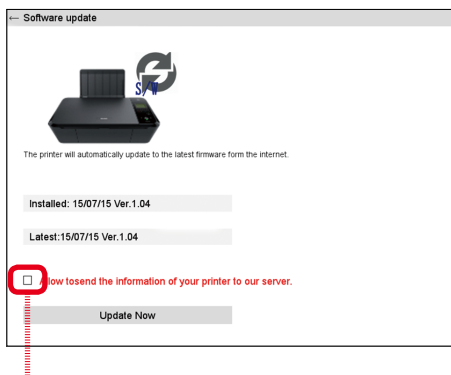 ← Software update
S/W
The printer will automatically update to the latest firmware form the internet.
Installed: 15/07/15 Ver.1.04
Latest:15/07/15 Ver.1.04
Allow tosend the information of your printer to our server.
Update Now